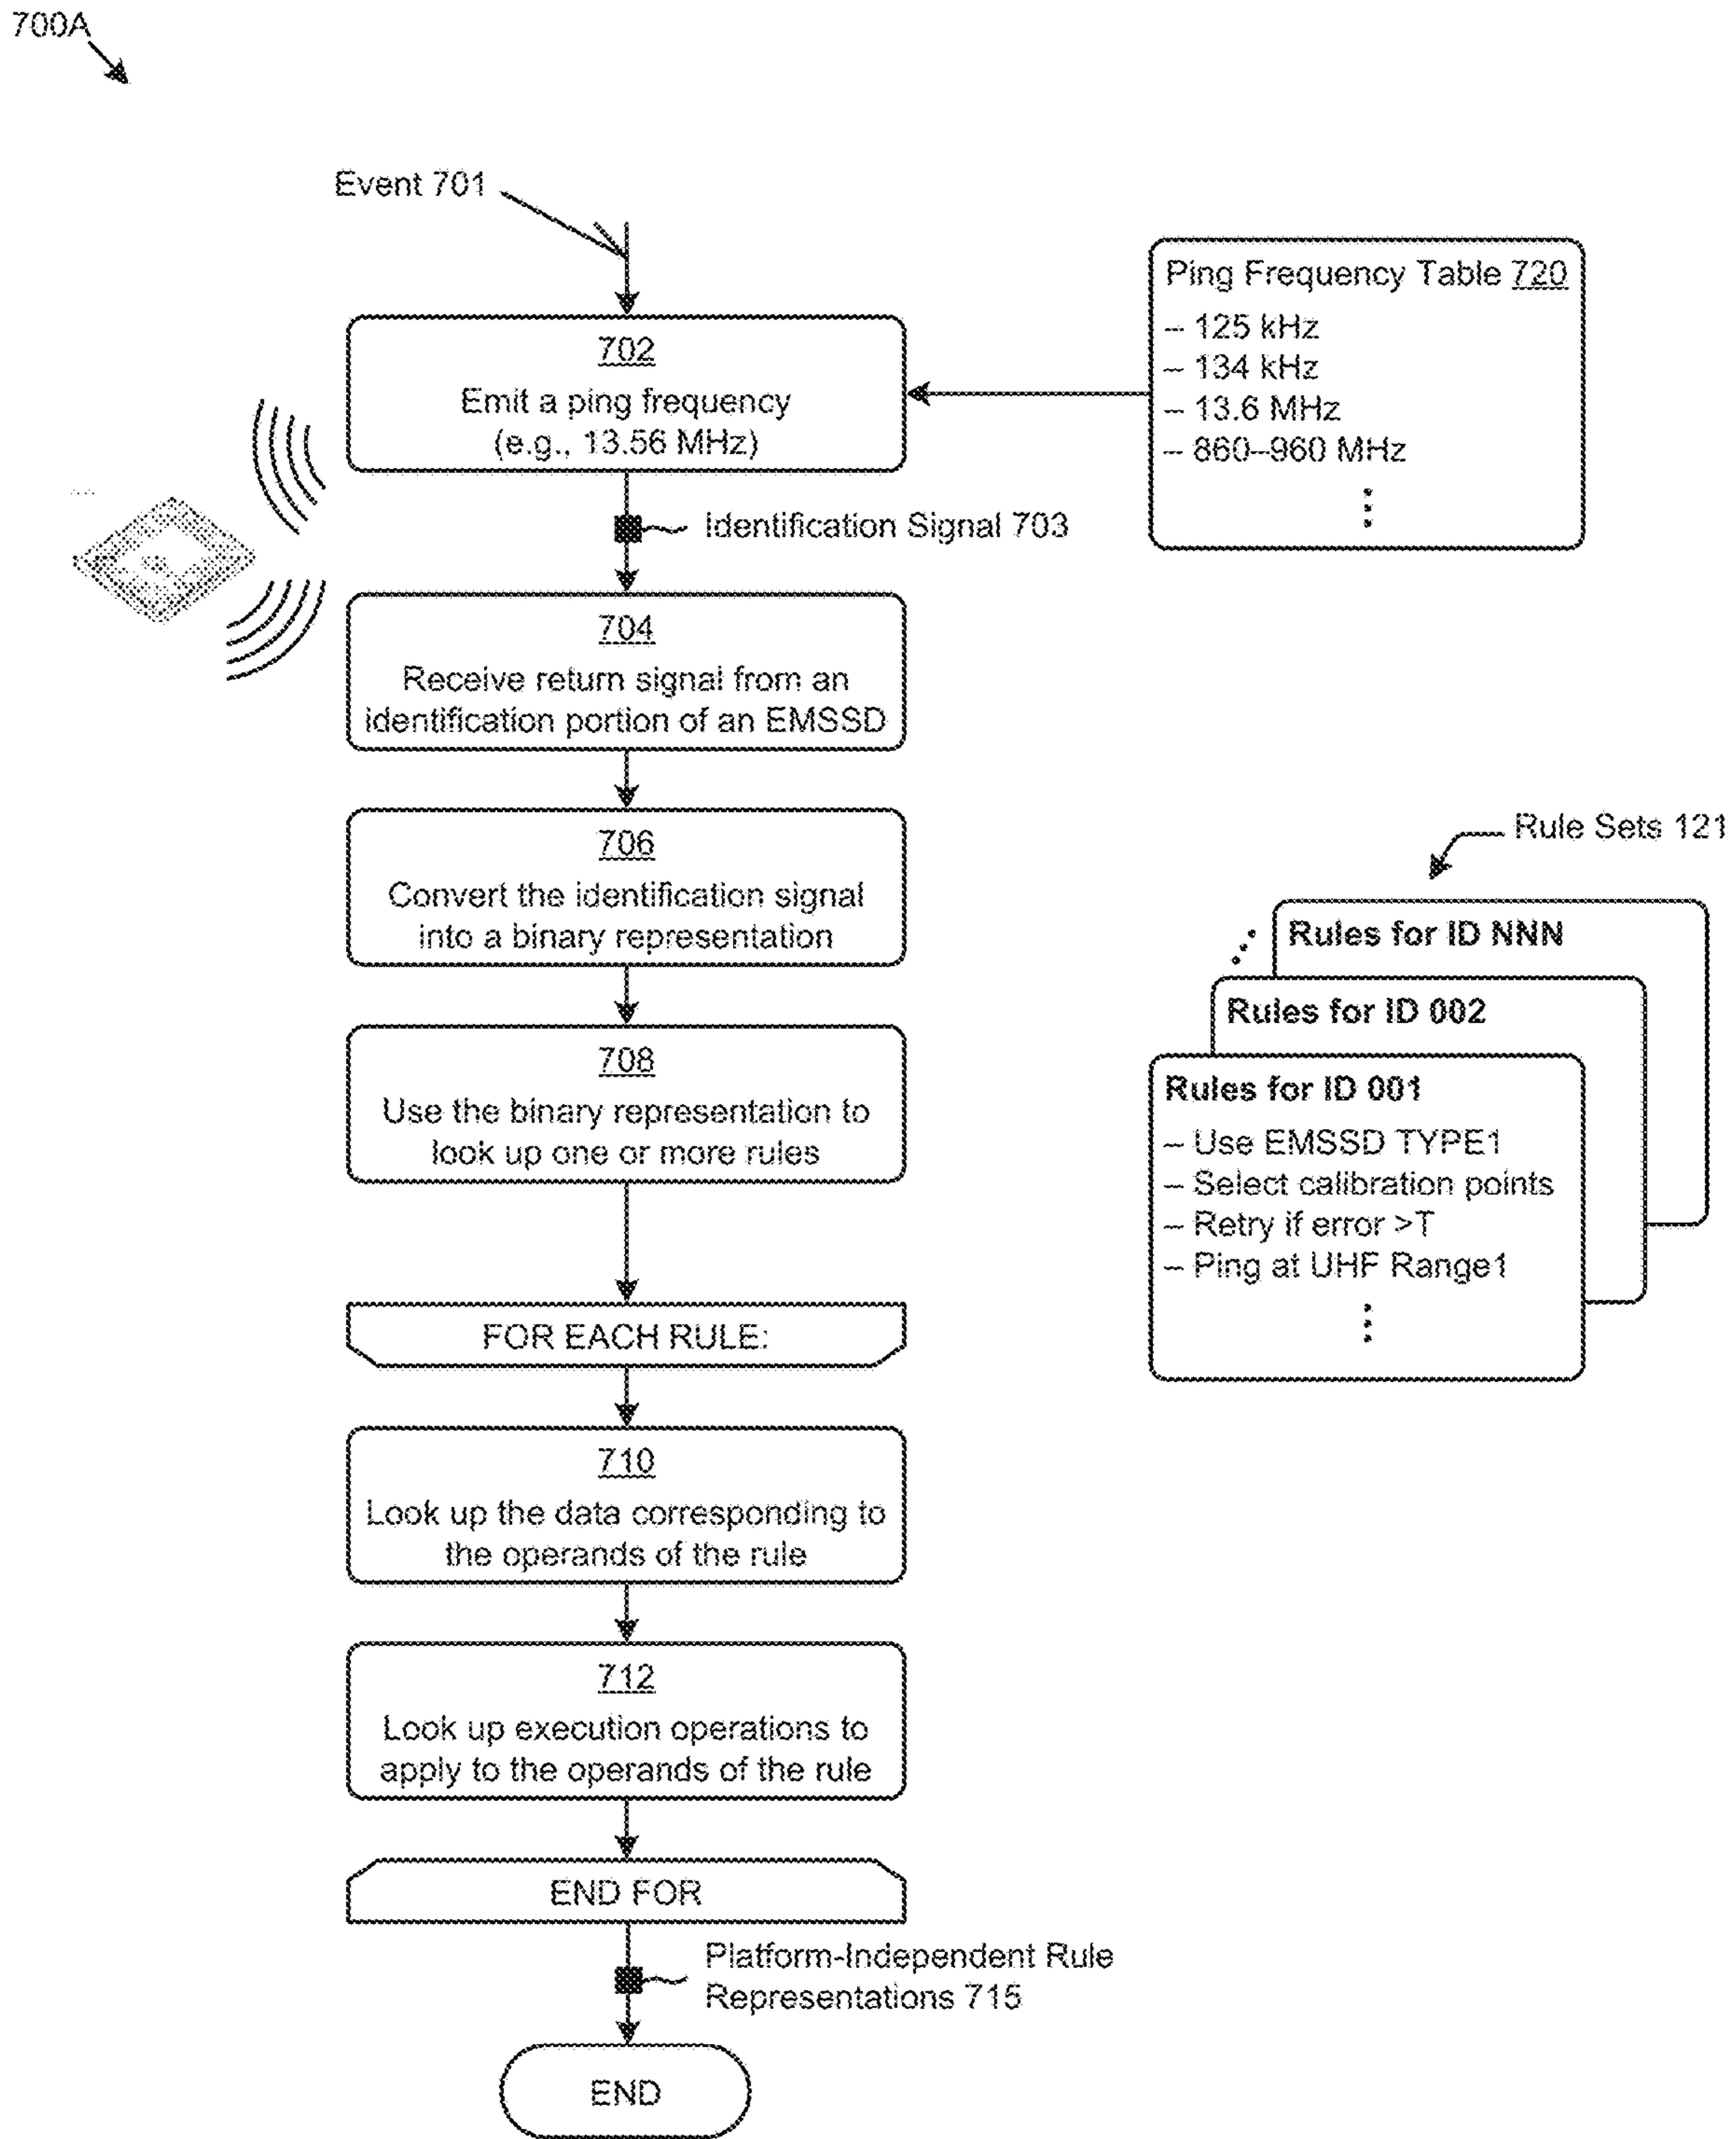 700A
Event 701
702
Emit a ping frequency
(e.g., 13.56 MHz)
Ping Frequency Table 720
– 125 kHz
– 134 kHz
– 13.6 MHz
– 860–960 MHz
Identification Signal 703
704
Receive return signal from an
identification portion of an EMSSD
706
Convert the identification signal
into a binary representation
708
Use the binary representation to
look up one or more rules
Rule Sets 121
Rules for ID NNN
Rules for ID 002
Rules for ID 001
– Use EMSSD TYPE1
– Select calibration points
– Retry if error >T
– Ping at UHF Range1
FOR EACH RULE:
710
Look up the data corresponding to
the operands of the rule
712
Look up execution operations to
apply to the operands of the rule
END FOR
Platform-Independent Rule
Representations 715
END